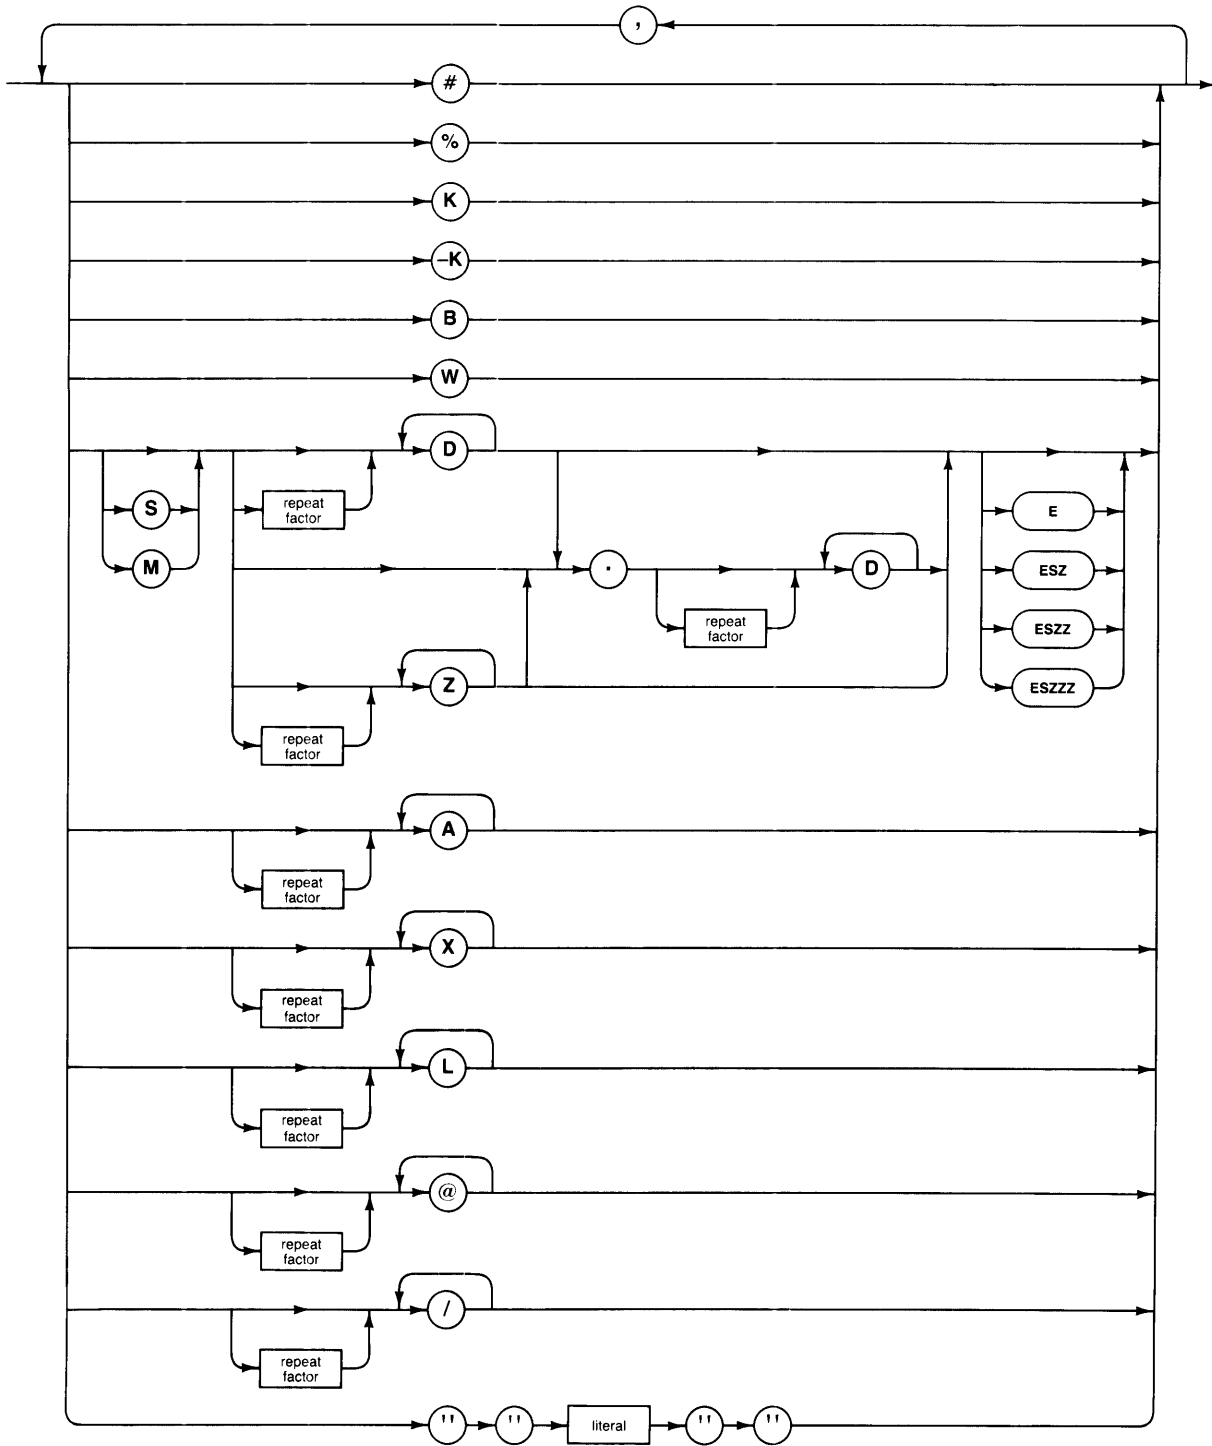 ,
#
%
K
–K
B
W
D
repeat
factor
S
E
M
.
D
ESZ
repeat
factor
ESZZ
Z
ESZZZ
repeat
factor
A
repeat
factor
X
repeat
factor
L
repeat
factor
@
repeat
factor
/
repeat
factor
" " literal " "